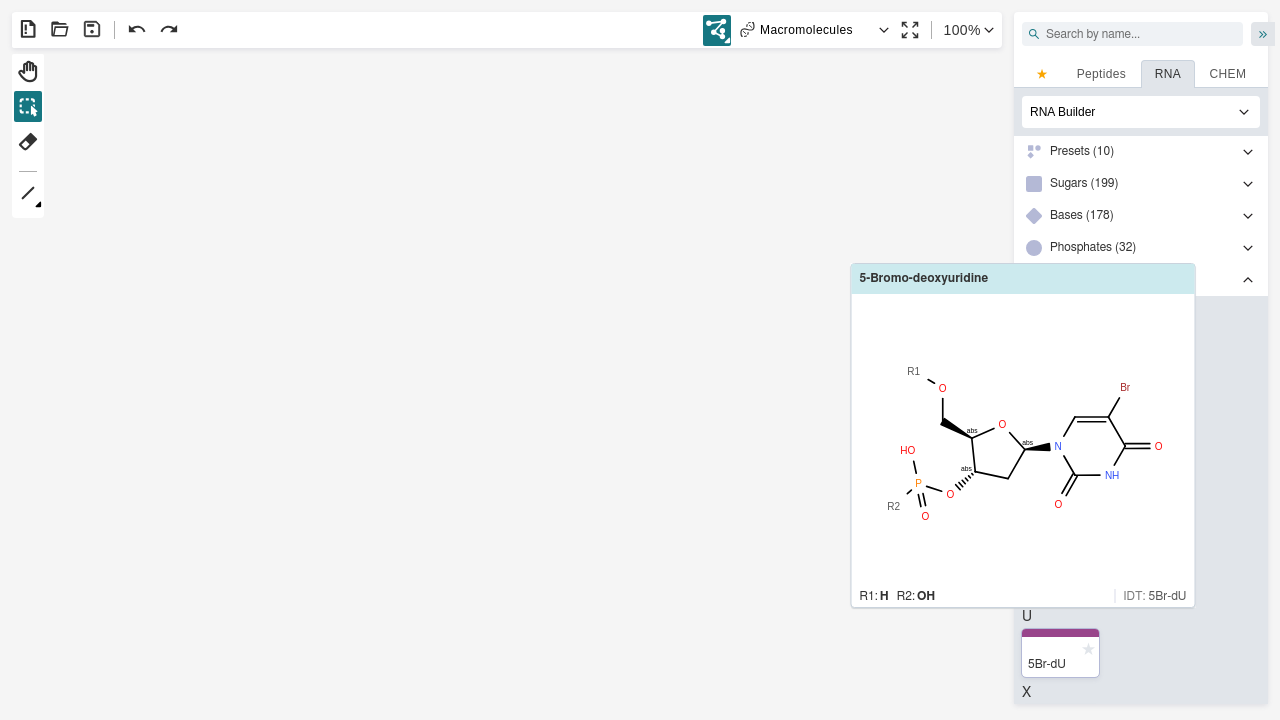 Macromolecules
100%
Search by name...
Peptides
RNA
CHEM
RNA Builder
Presets (10)
Sugars (199)
Bases (178)
Phosphates (32)
5-Bromo-deoxyuridine
R1
O
Br
abs
O
abs
N
O
HO
abs
P
O
NH
R2
O
O
R1: H R2: OH
IDT: 5Br-dU
U
5Br-dU
X